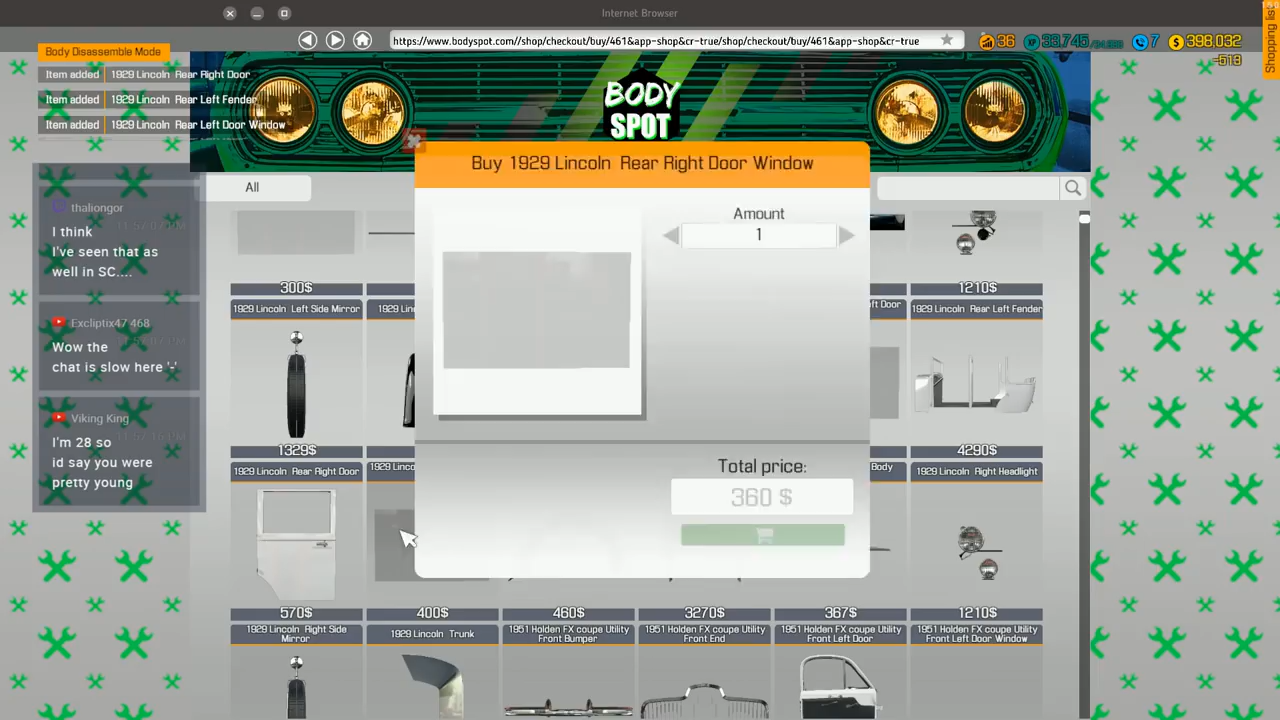 Internet Browser
https://www.bodyspot.com//shop/checkout/buy/461&app-shop&cr-true/shop/checkout/buy/461&app-shop&cr-true
36
7
398,032
-513
Shopping list
Body Disassemble Mode
Item added 1929 Lincoln Rear Right Door
Item added 1929 Lincoln Rear Left Fender
Item added 1929 Lincoln Rear Left Door Window
BODY
SPOT
Buy 1929 Lincoln Rear Right Door Window
All
Amount
1
thaliongor
I think
I've seen that as
well in SC....
Excliptix47 468
Wow the
chat is slow here '-'
Viking King
I'm 28 so
id say you were
pretty young
300$
1210$
1929 Lincoln Left Side Mirror
1929 Lincoln Rear Left Fender
1329$
4290$
1929 Lincoln Rear Right Door
Body
1929 Lincoln Right Headlight
Total price:
360 $
570$
400$
460$
3270$
367$
1210$
1929 Lincoln Right Side
Mirror
1929 Lincoln Trunk
1951 Holden FX coupe Utility
Front Bumper
1951 Holden FX coupe Utility
Front End
1951 Holden FX coupe Utility
Front Left Door
1951 Holden FX coupe Utility
Front Left Door Window